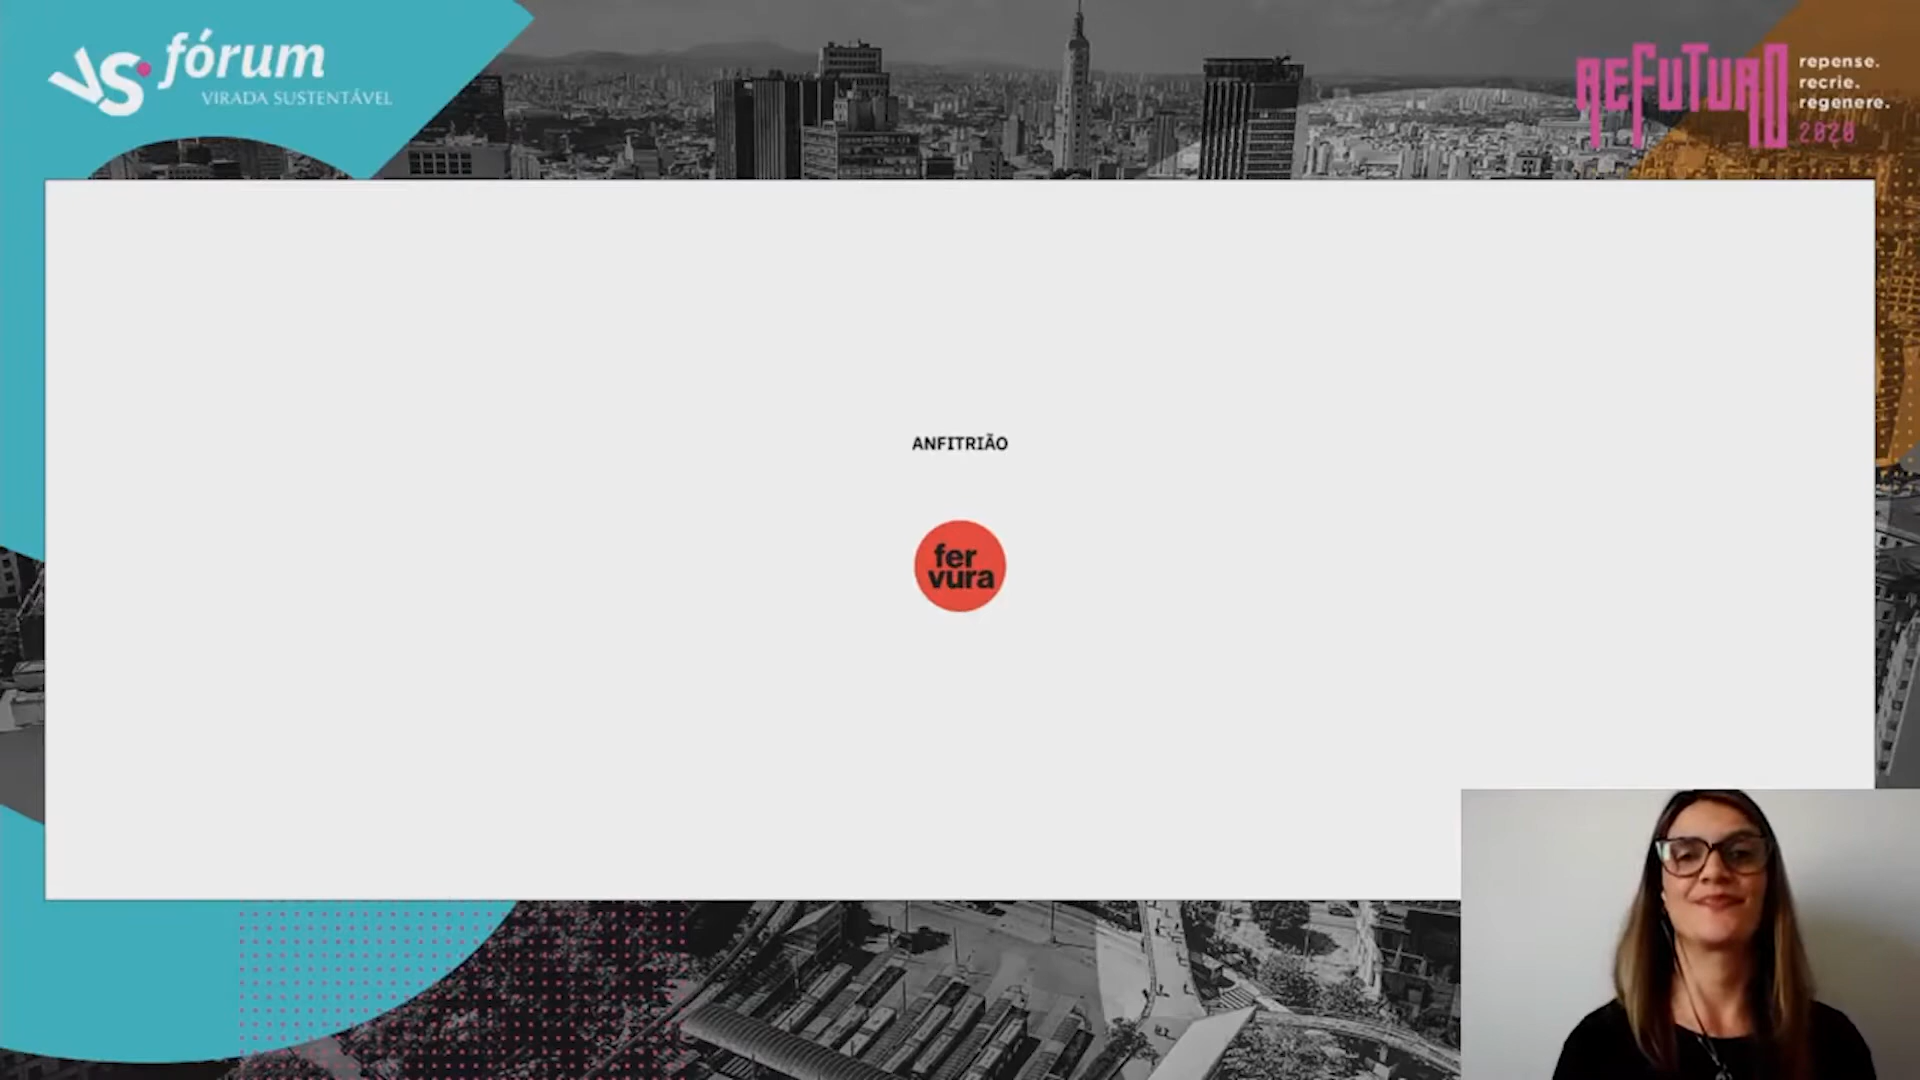 VS. fórum
VIRADA SUSTENTÁVEL
REFUTURO
repense.
recrie.
regenere.
2020
ANFITRIÃO
fer
vura